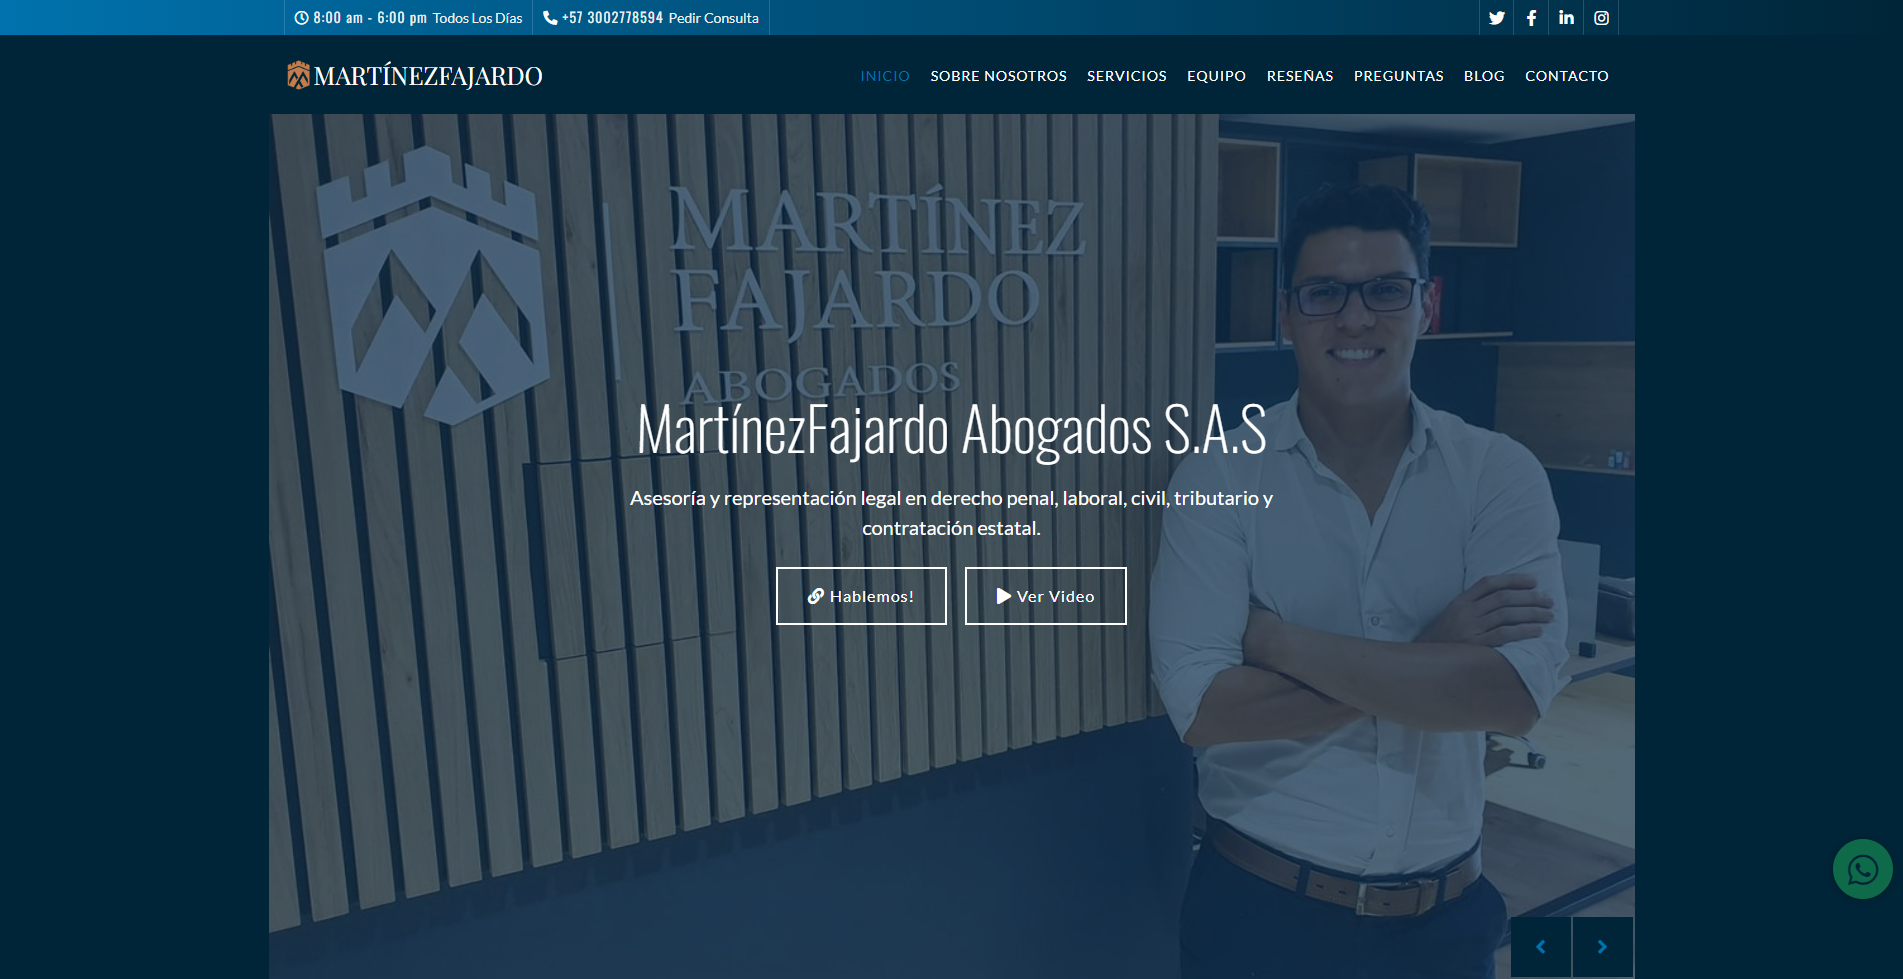 8:00 am - 6:00 pm Todos Los Días
+57 3002778594 Pedir Consulta
MARTÍNEZFAJARDO
INICIO SOBRE NOSOTROS SERVICIOS EQUIPO RESEÑAS PREGUNTAS BLOG CONTACTO
MARTÍNEZ
FAJARDO
ABOGADOS
MartínezFajardo Abogados S.A.S
Asesoría y representación legal en derecho penal, laboral, civil, tributario y
contratación estatal.
Hablemos!
Ver Video